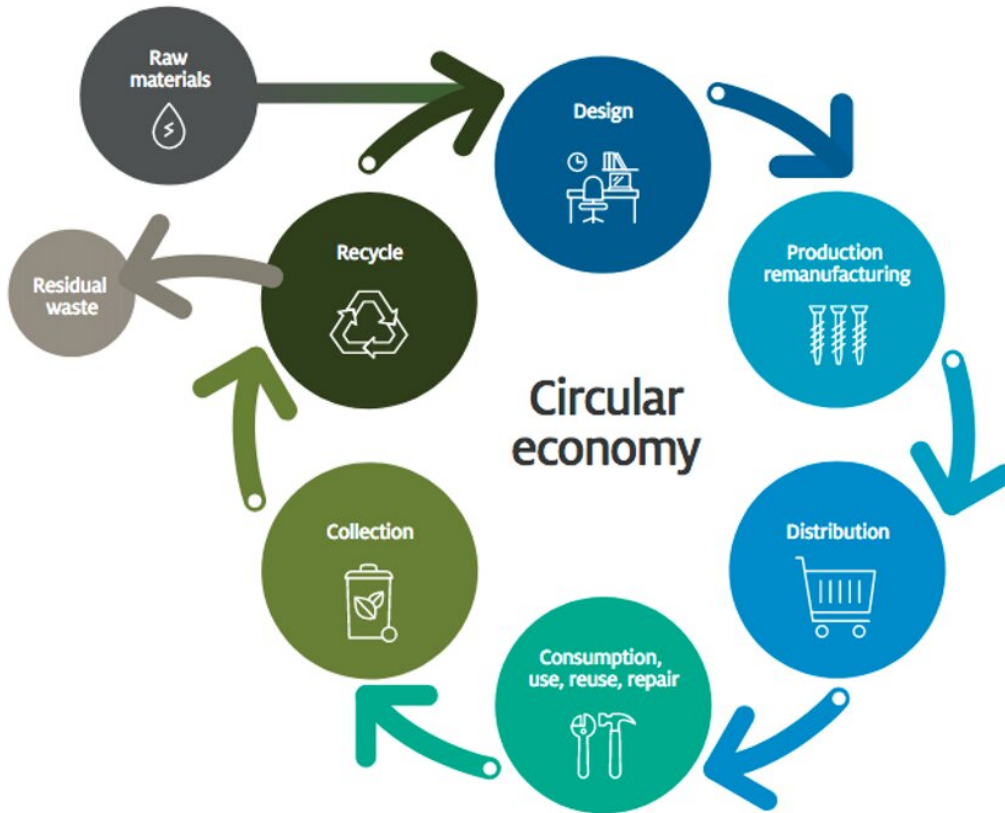 Raw
materials
Design
Production
remanufacturing
Distribution
Consumption,
use, reuse, repair
Collection
Recycle
Residual
waste
Circular
economy